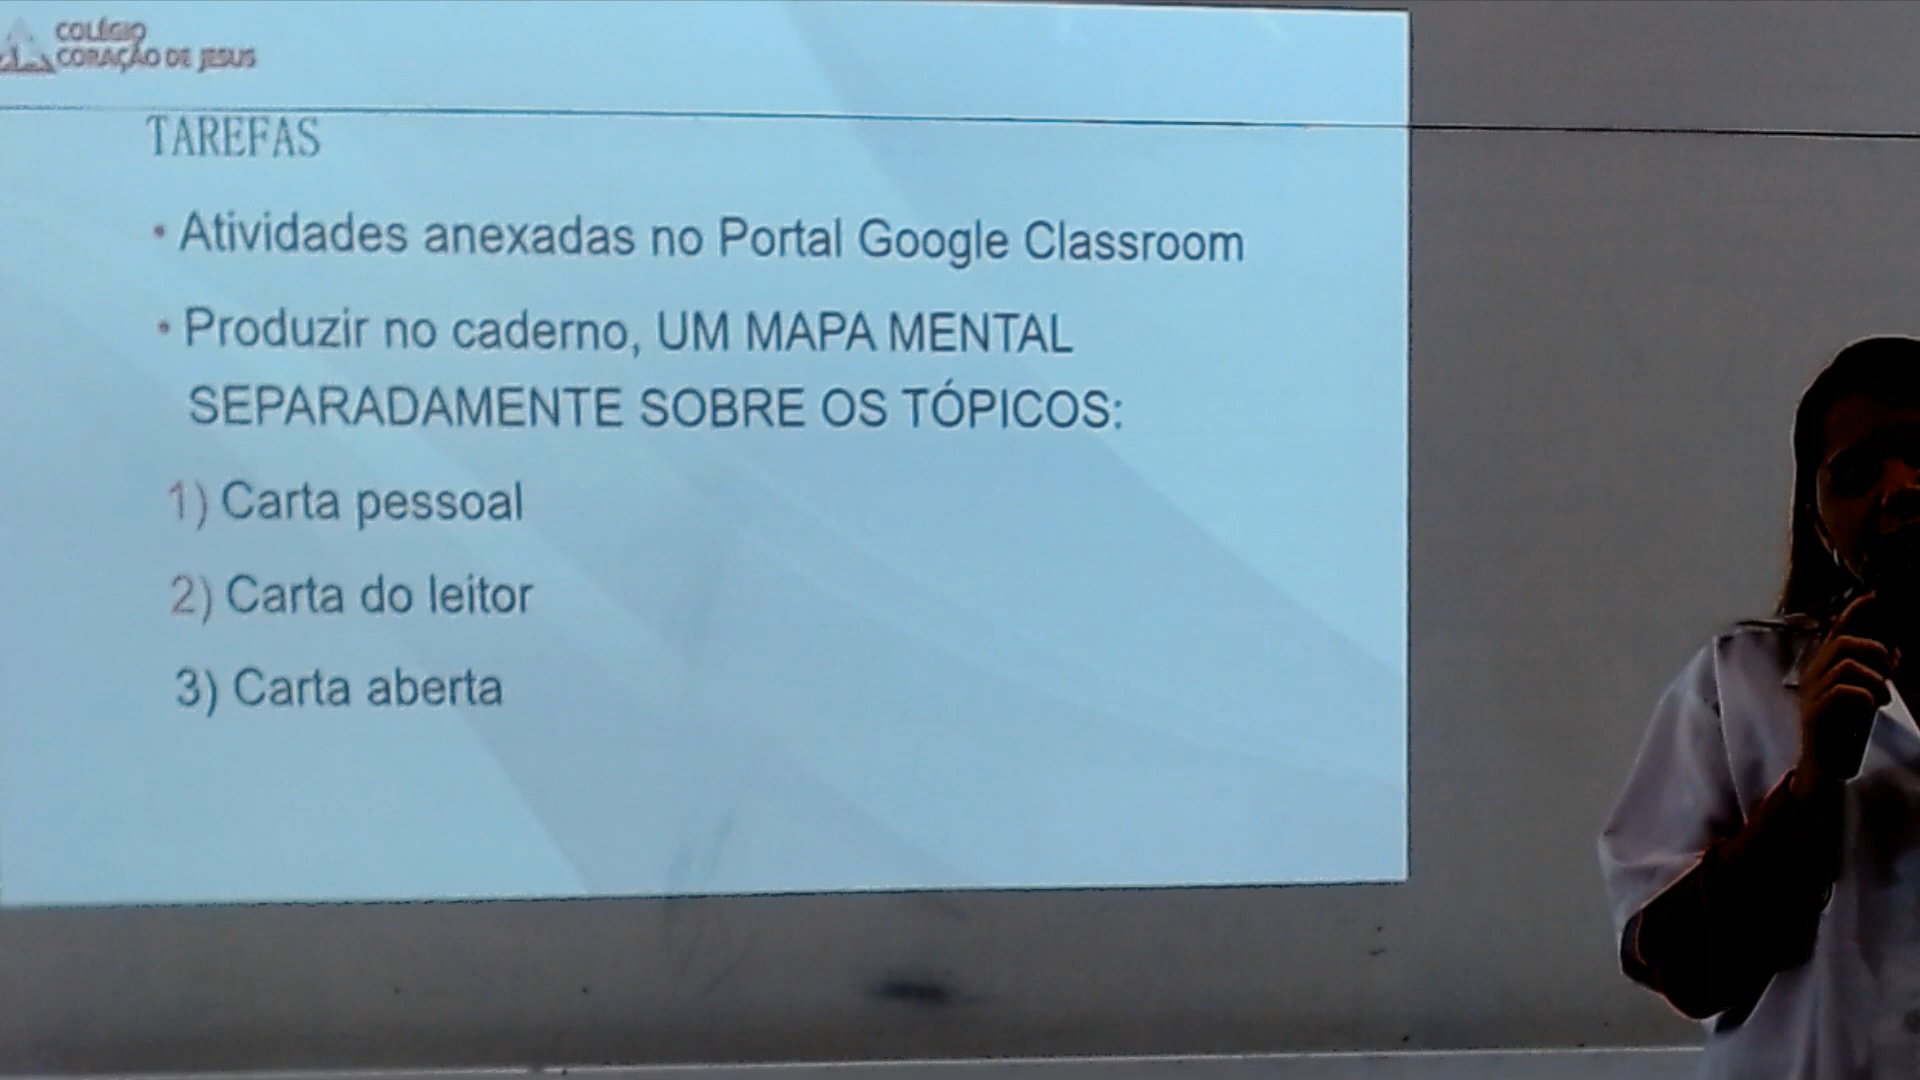 COLÉGIO
CORAÇÃO DE JESUS
TAREFAS
• Atividades anexadas no Portal Google Classroom
• Produzir no caderno, UM MAPA MENTAL
SEPARADAMENTE SOBRE OS TÓPICOS:
1) Carta pessoal
2) Carta do leitor
3) Carta aberta